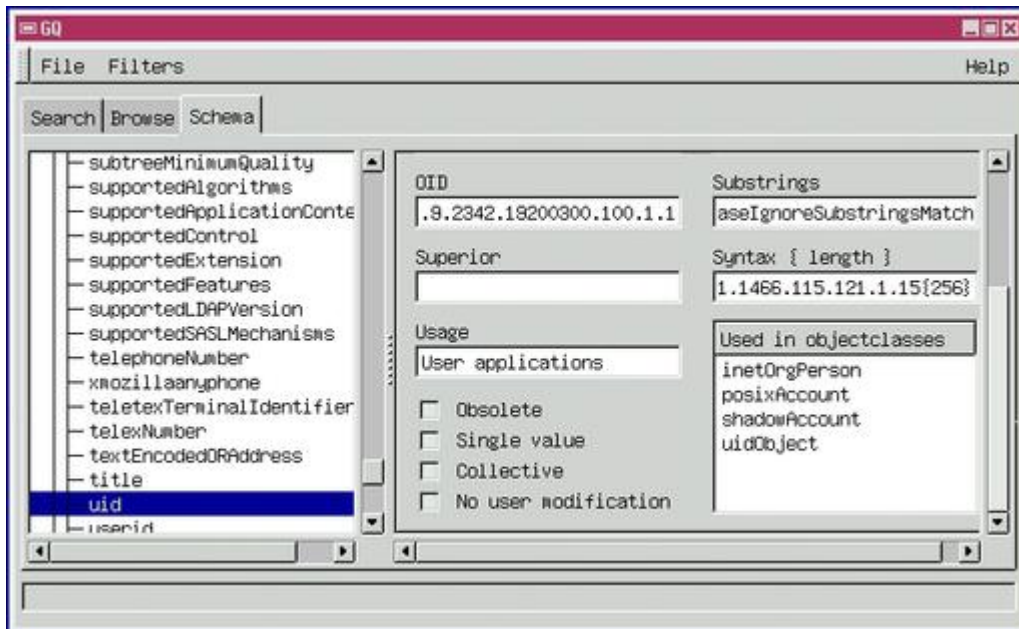 GQ
File Filters Help
Search Browse Schema
subtreeMinimumQuality
supportedAlgorithms
supportedApplicationConte
supportedControl
supportedExtension
supportedFeatures
supportedLDAPVersion
supportedSASLMechanisms
telephoneNumber
xmozillaanyphone
teletexTerminalIdentifier
telexNumber
textEncodedORAddress
title
uid
userid
OID
.9.2342.19200300.100.1.1
Superior
Usage
User applications
Obsolete
Single value
Collective
No user modification
Substrings
aseIgnoreSubstringsMatch
Syntax { length }
1.1466.115.121.1.15{256}
Used in objectclasses
inetOrgPerson
posixAccount
shadowAccount
uidObject